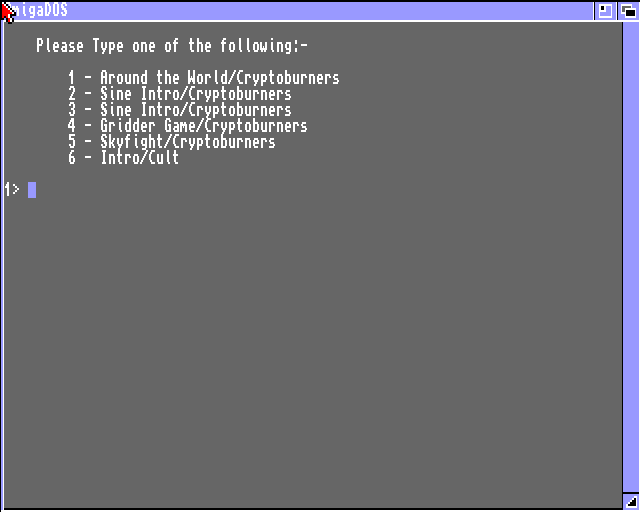 AmigaDOS
Please Type one of the following:-
1 - Around the World/Cryptoburners
2 - Sine Intro/Cryptoburners
3 - Sine Intro/Cryptoburners
4 - Gridder Game/Cryptoburners
5 - Skyfight/Cryptoburners
6 - Intro/Cult
1>